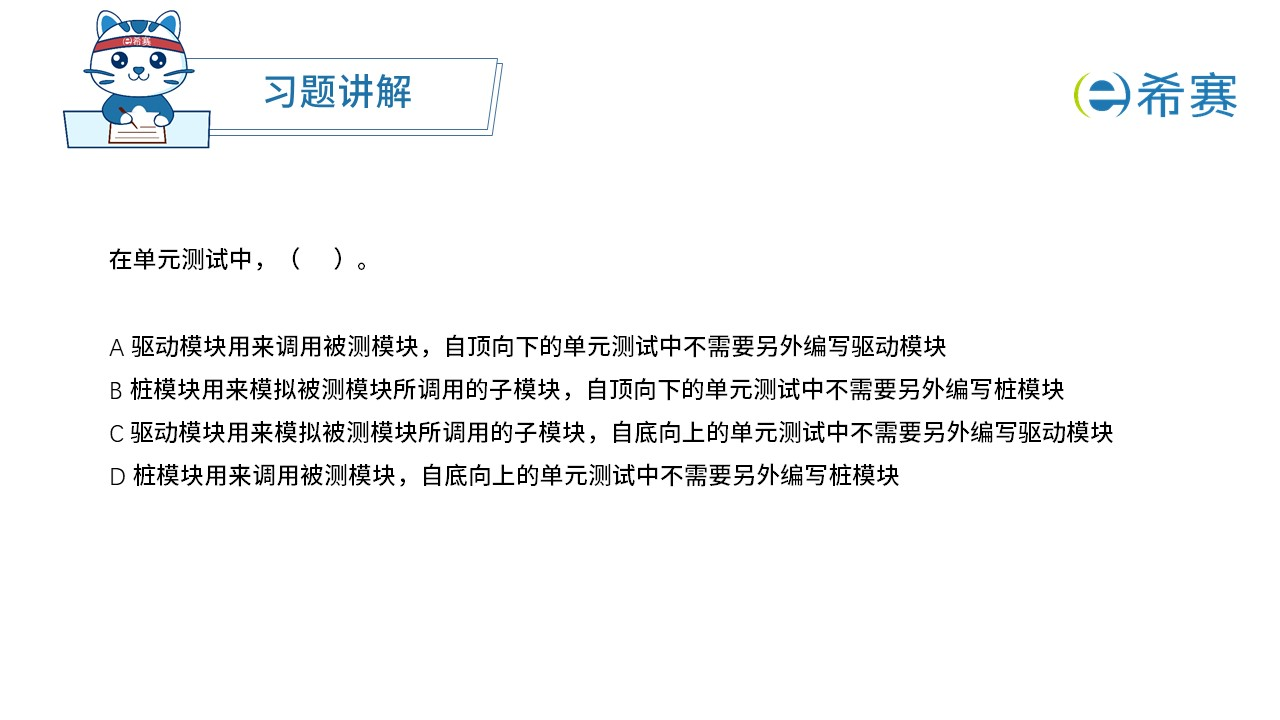 希赛
习题讲解
希赛
在单元测试中，（ ）。
A 驱动模块用来调用被测模块，自顶向下的单元测试中不需要另外编写驱动模块
B 桩模块用来模拟被测模块所调用的子模块，自顶向下的单元测试中不需要另外编写桩模块
C 驱动模块用来模拟被测模块所调用的子模块，自底向上的单元测试中不需要另外编写驱动模块
D 桩模块用来调用被测模块，自底向上的单元测试中不需要另外编写桩模块